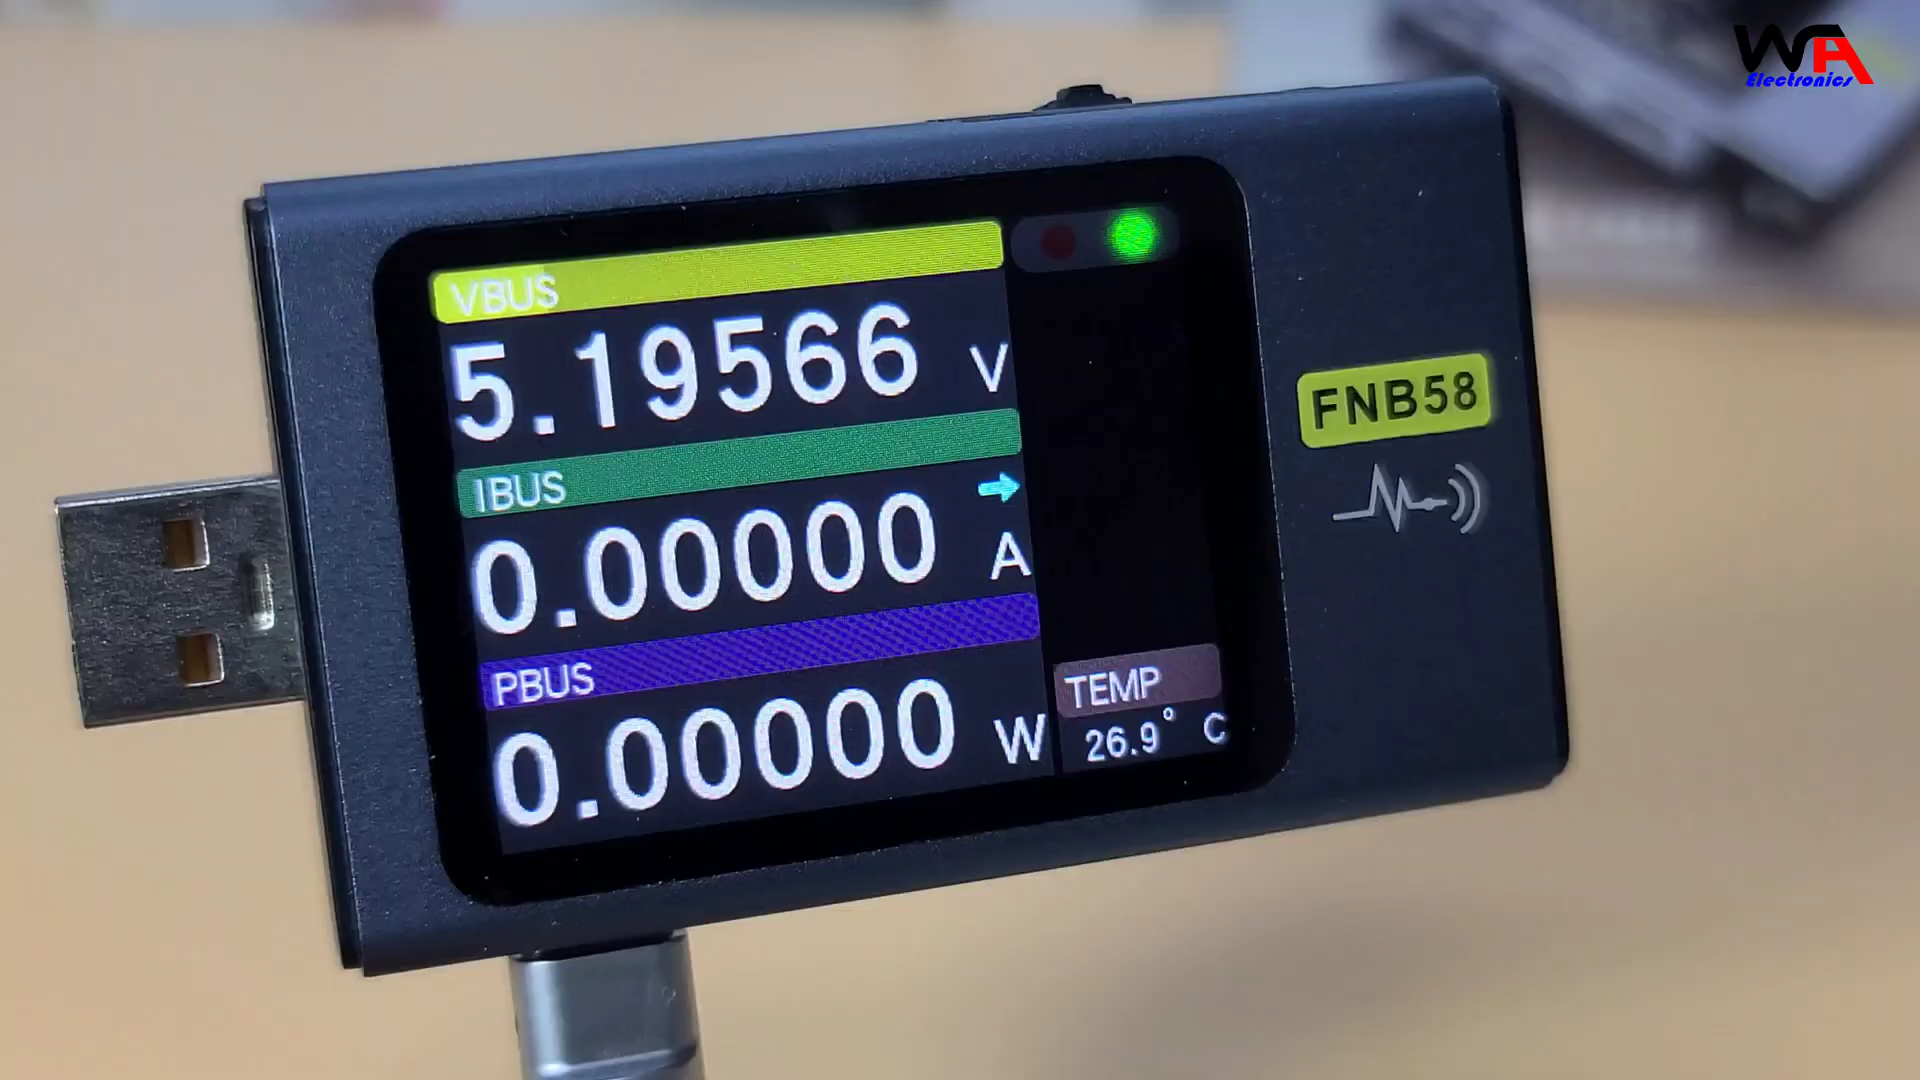 WA
Electronics
VBUS
5.19566 V
IBUS
0.00000 A
PBUS
0.00000 W
TEMP
26.9° C
FNB58